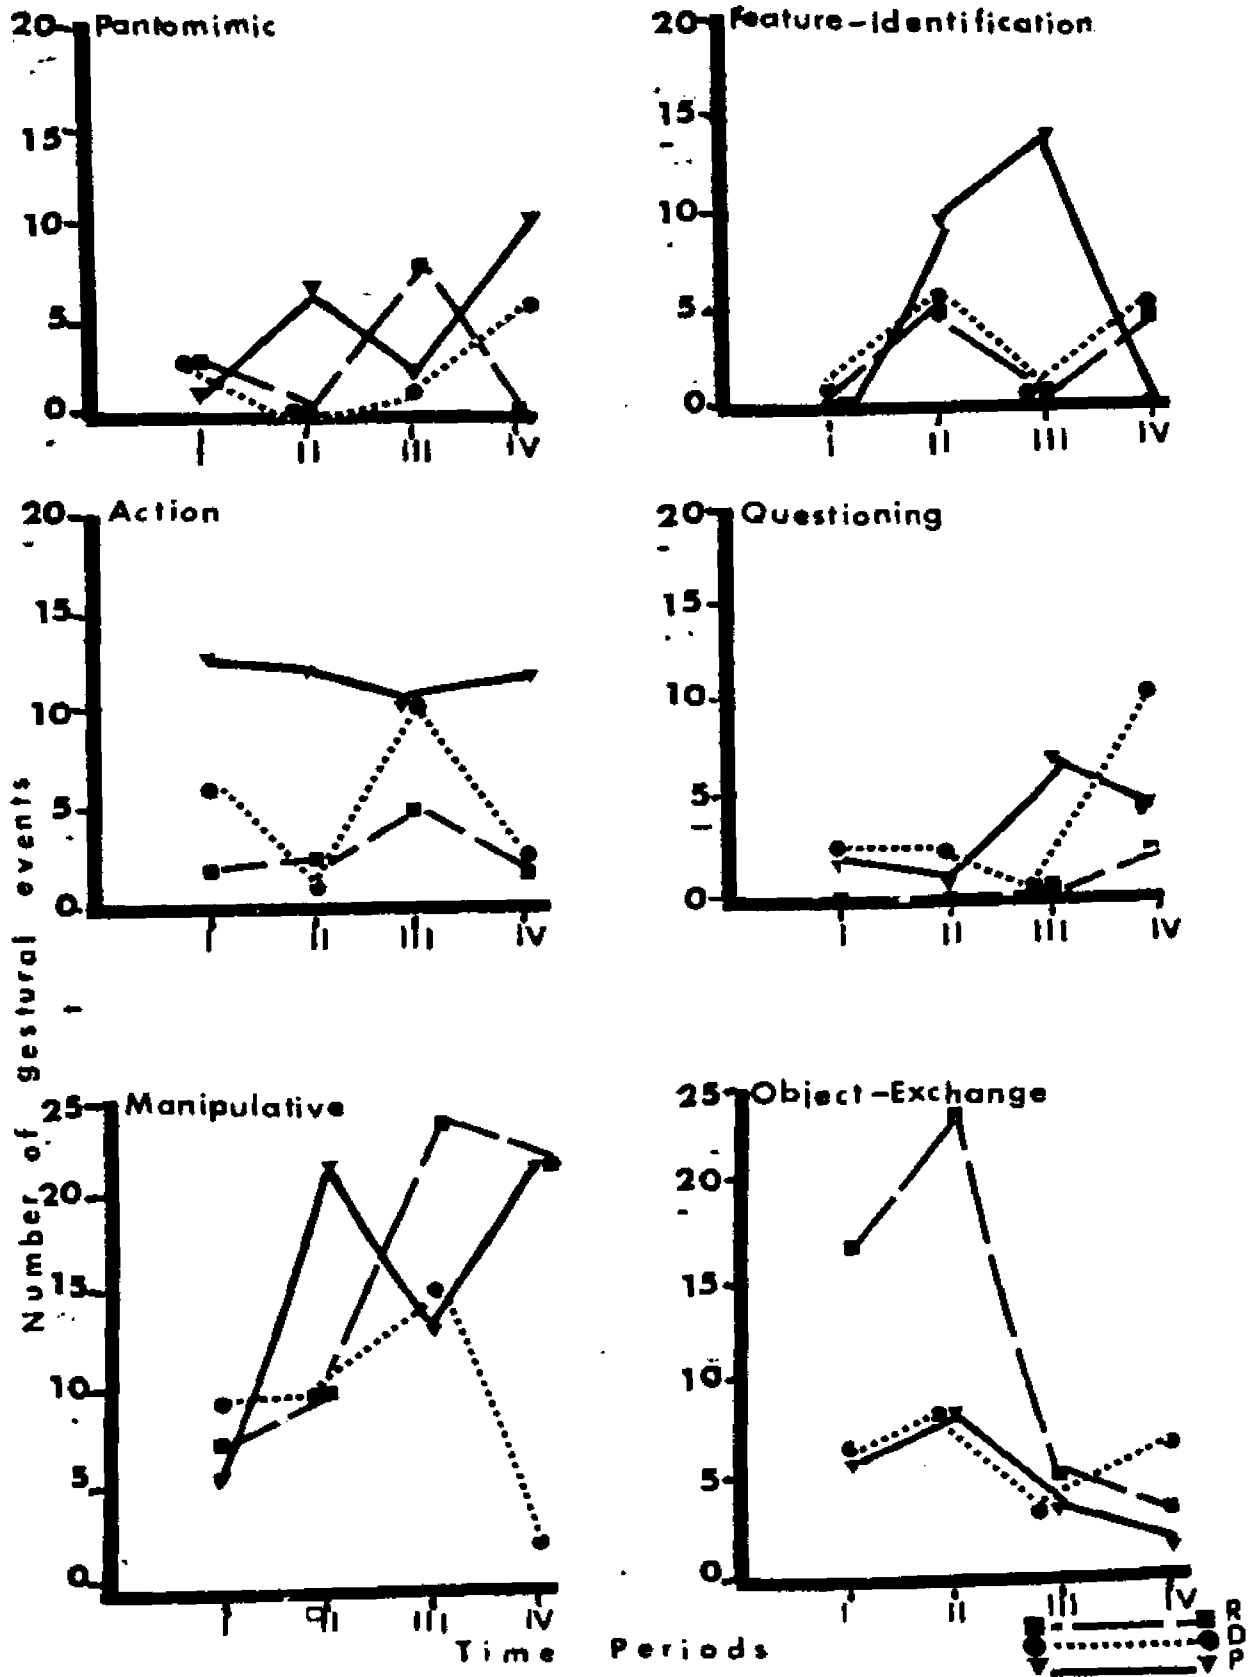 Pantomimic
20
15
10
5
0
I II III IV
Feature-Identification
20
15
10
5
0
I II III IV
Action
20
15
10
5
0
I II III IV
Questioning
20
15
10
5
0
I II III IV
Manipulative
25
20
15
10
5
0
I II III IV
Object-Exchange
25
20
15
10
5
0
I II III IV
Number of gestural events
Time Periods
R
D
P